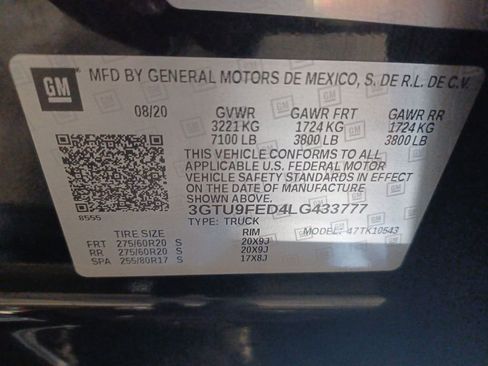 GM MFD BY GENERAL MOTORS DE MEXICO, S. DE R.L. DE C.V.
08/20 GVWR GAWR FRT GAWR RR
3221 KG 1724 KG 1724 KG
7100 LB 3800 LB 3800 LB
THIS VEHICLE CONFORMS TO ALL
APPLICABLE U.S. FEDERAL MOTOR
VEHICLE SAFETY STANDARDS IN EFFECT
ON THE DATE OF MANUFACTURE
SHOWN ABOVE.
8555 3GTU9FED4LG433777
TYPE: TRUCK MODEL: 47TK10543
TIRE SIZE RIM
FRT 275/60R20 S 20X9J
RR 275/60R20 S 20X9J
SPA 255/80R17 S 17X8J